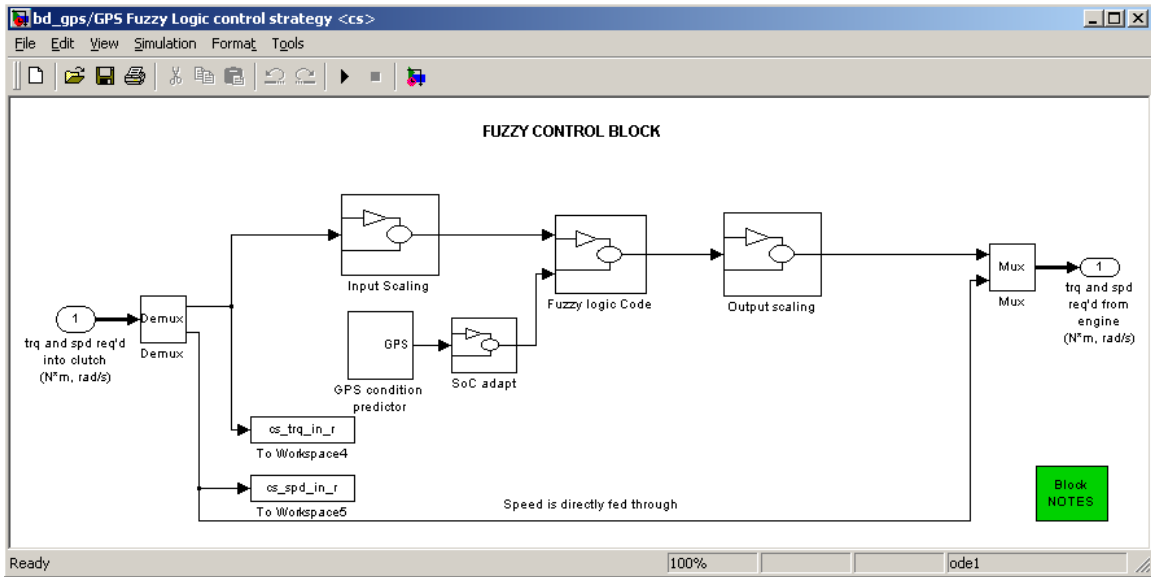 bd_gps/GPS Fuzzy Logic control strategy <cs>
File Edit View Simulation Format Tools
FUZZY CONTROL BLOCK
Input Scaling
Fuzzy logic Code
Output scaling
Mux
Mux
1
trq and spd
req'd from
engine
(N*m, rad/s)
1
trq and spd req'd
into clutch
(N*m, rad/s)
Demux
Demux
GPS
GPS condition
predictor
SoC adapt
cs_trq_in_r
To Workspace4
cs_spd_in_r
To Workspace5
Speed is directly fed through
Block
NOTES
Ready
100%
ode1